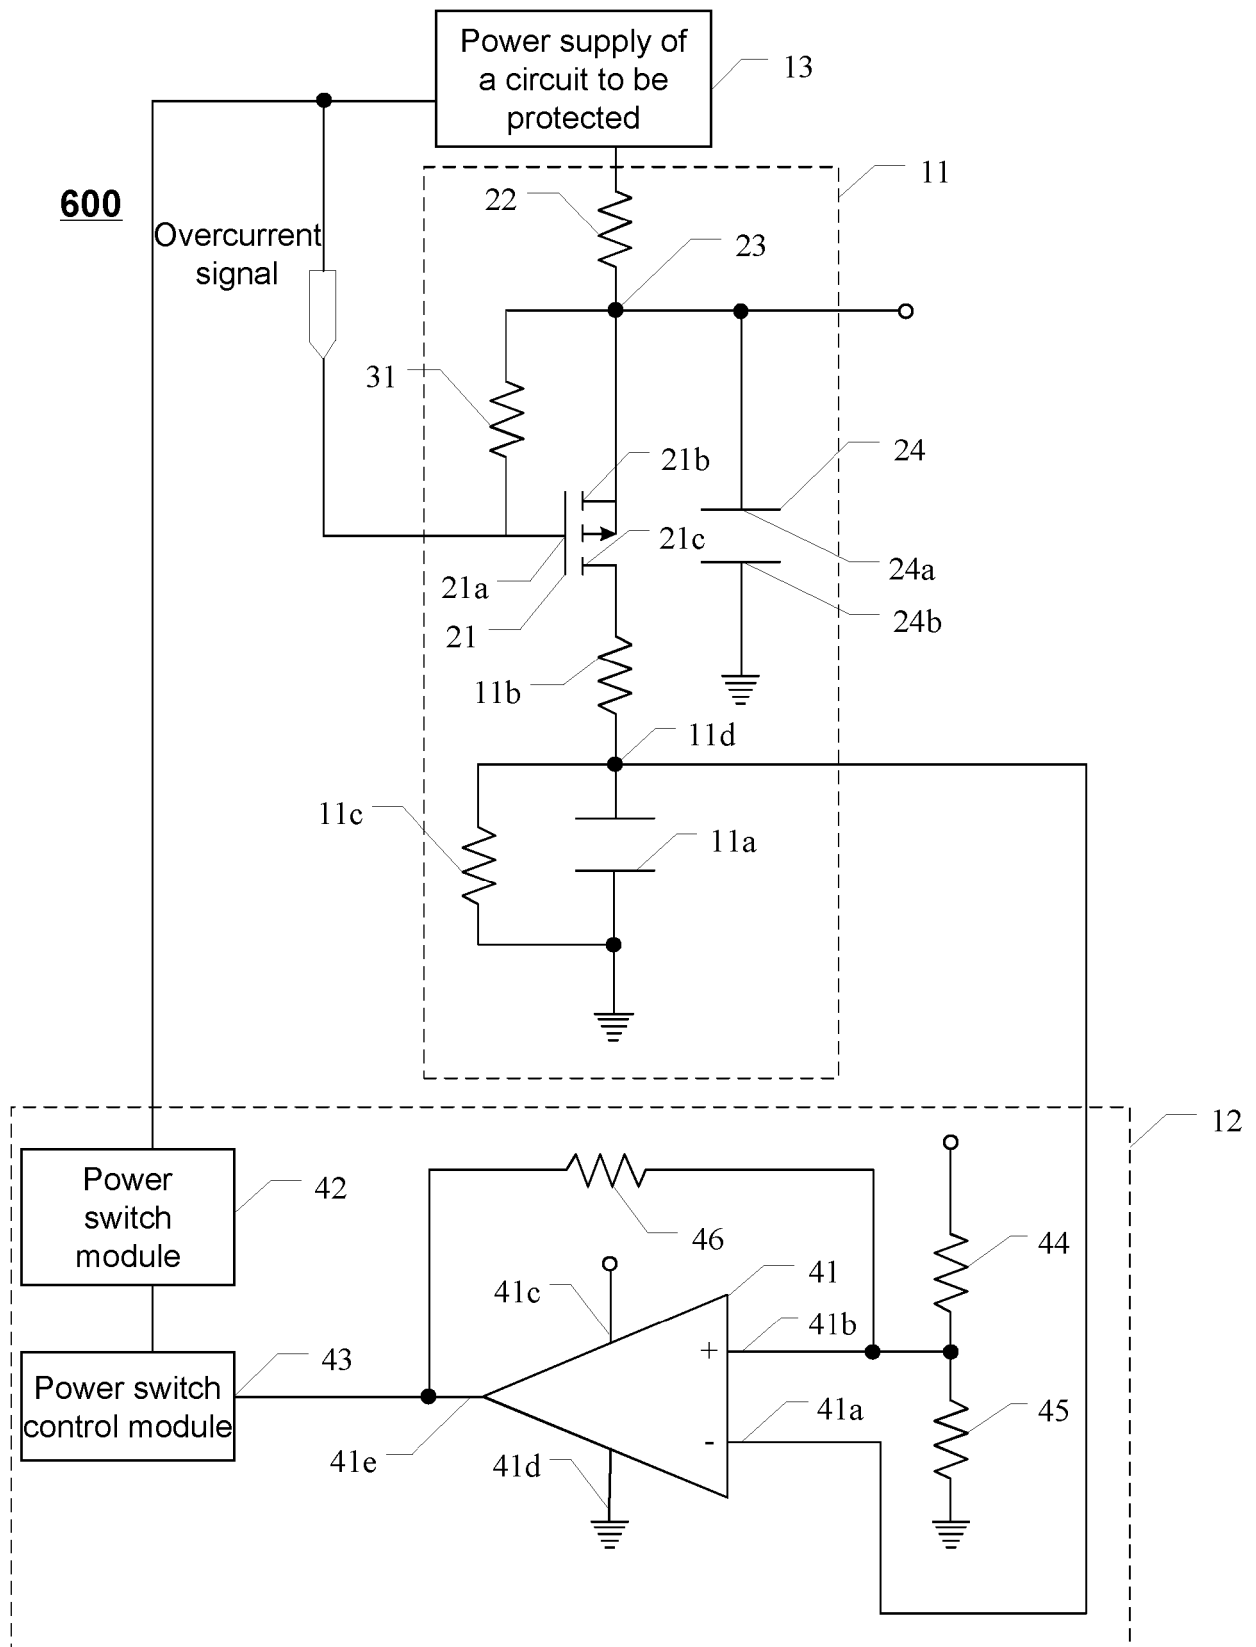 Power supply of
a circuit to be
protected
13
11
600
22
23
Overcurrent
signal
31
21b
24
21c
24a
21a
24b
21
11b
11d
11c
11a
12
Power
switch
module
42
46
44
41c
41
41b
+
43
Power switch
control module
41a
45
-
41e
41d